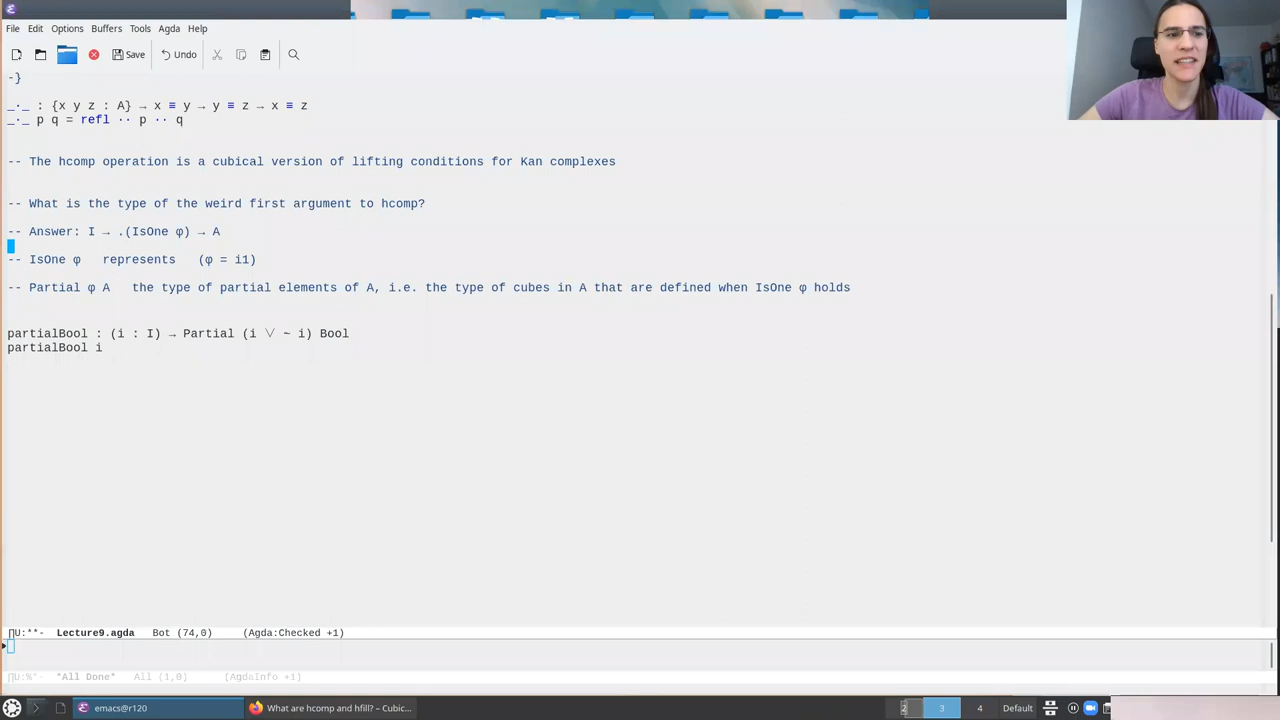 File Edit Options Buffers Tools Agda Help
Save Undo
-}
_∙_ : {x y z : A} → x ≡ y → y ≡ z → x ≡ z
_∙_ p q = refl ∙∙ p ∙∙ q
-- The hcomp operation is a cubical version of lifting conditions for Kan complexes
-- What is the type of the weird first argument to hcomp?
-- Answer: I → .(IsOne φ) → A
-- IsOne φ   represents   (φ = i1)
-- Partial φ A   the type of partial elements of A, i.e. the type of cubes in A that are defined when IsOne φ holds
partialBool : (i : I) → Partial (i ∨ ~ i) Bool
partialBool i
∏U:**-  Lecture9.agda   Bot (74,0)     (Agda:Checked +1)
∏U:%*-  *All Done*   All (1,0)     (AgdaInfo +1)
emacs@r120 What are hcomp and hfill? – Cubic... 2 3 4 Default